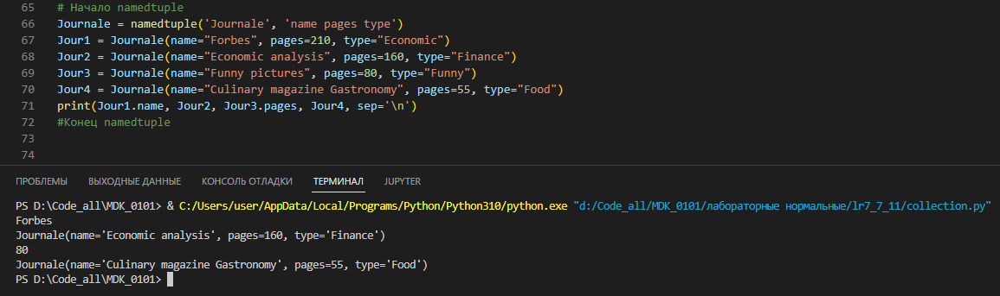 65 # Начало namedtuple
66 Journale = namedtuple('Journale', 'name pages type')
67 Jour1 = Journale(name="Forbes", pages=210, type="Economic")
68 Jour2 = Journale(name="Economic analysis", pages=160, type="Finance")
69 Jour3 = Journale(name="Funny pictures", pages=80, type="Funny")
70 Jour4 = Journale(name="Culinary magazine Gastronomy", pages=55, type="Food")
71 print(Jour1.name, Jour2, Jour3.pages, Jour4, sep='\n')
72 #Конец namedtuple
73
74
ПРОБЛЕМЫ ВЫХОДНЫЕ ДАННЫЕ КОНСОЛЬ ОТЛАДКИ ТЕРМИНАЛ JUPYTER
PS D:\Code_all\MDK_0101> & C:/Users/user/AppData/Local/Programs/Python/Python310/python.exe "d:/Code_all/MDK_0101/лабораторные нормальные/lr7_7_11/collection.py"
Forbes
Journale(name='Economic analysis', pages=160, type='Finance')
80
Journale(name='Culinary magazine Gastronomy', pages=55, type='Food')
PS D:\Code_all\MDK_0101>